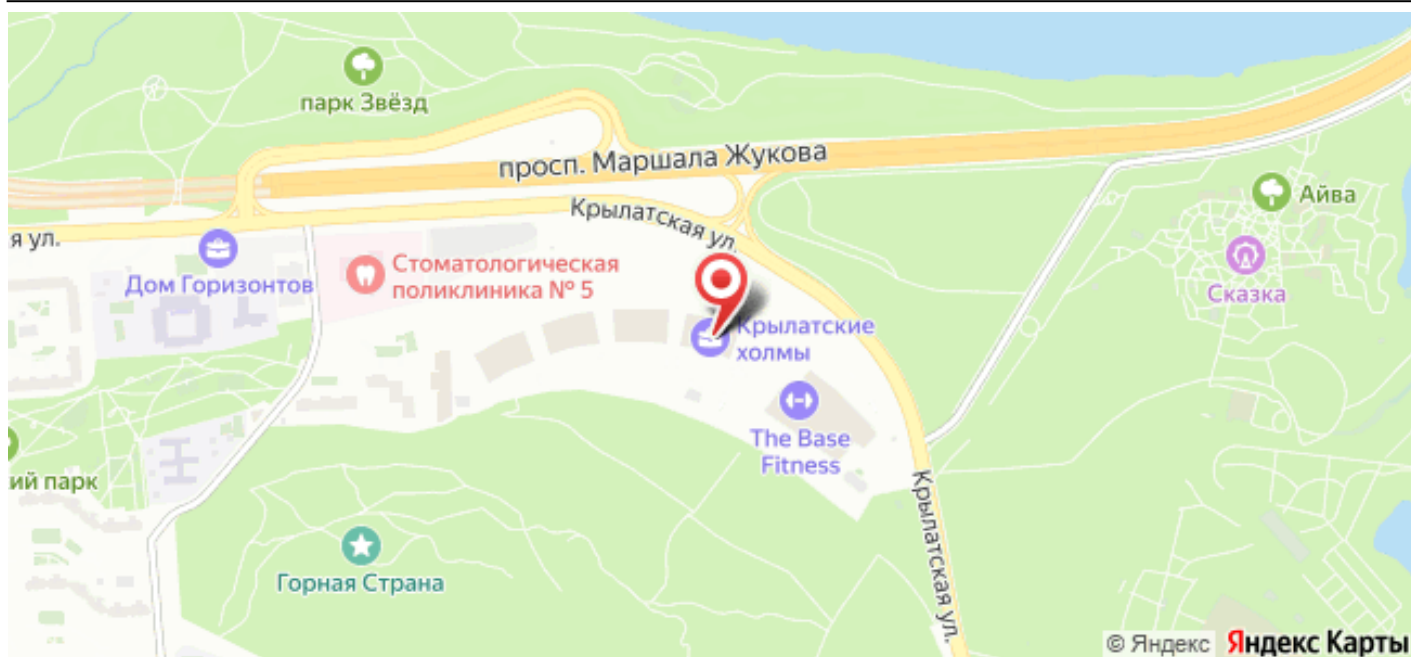 парк Звёзд
просп. Маршала Жукова
Айва
Крылатская ул.
я ул.
Дом Горизонтов
Стоматологическая
поликлиника № 5
Сказка
Крылатские
холмы
The Base
Fitness
ий парк
Крылатская ул.
Горная Страна
© Яндекс Яндекс Карты